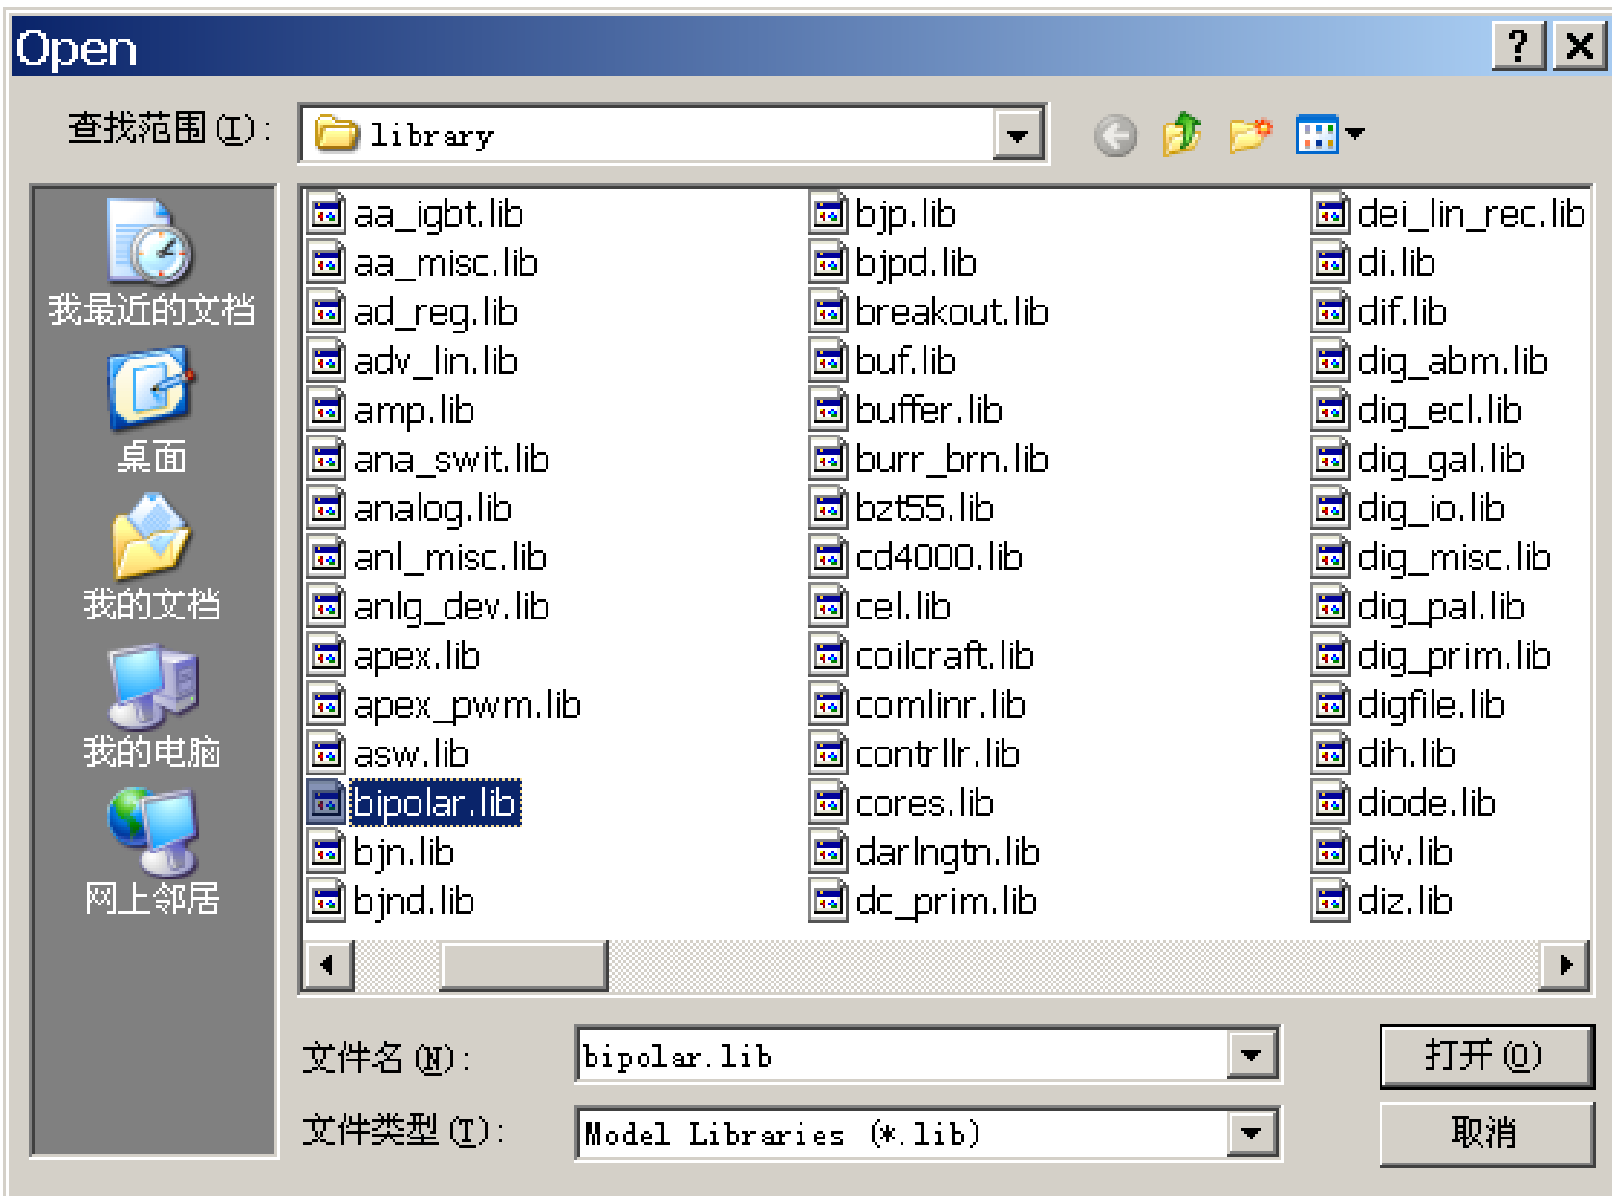 Open
查找范围(I):
library
我最近的文档
桌面
我的文档
我的电脑
网上邻居
aa_igbt.lib
aa_misc.lib
ad_reg.lib
adv_lin.lib
amp.lib
ana_swit.lib
analog.lib
anl_misc.lib
anlg_dev.lib
apex.lib
apex_pwm.lib
asw.lib
bipolar.lib
bjn.lib
bjnd.lib
bjp.lib
bjpd.lib
breakout.lib
buf.lib
buffer.lib
burr_brn.lib
bzt55.lib
cd4000.lib
cel.lib
coilcraft.lib
comlinr.lib
contrllr.lib
cores.lib
darlngtn.lib
dc_prim.lib
dei_lin_rec.lib
di.lib
dif.lib
dig_abm.lib
dig_ecl.lib
dig_gal.lib
dig_io.lib
dig_misc.lib
dig_pal.lib
dig_prim.lib
digfile.lib
dih.lib
diode.lib
div.lib
diz.lib
文件名(N):
bipolar.lib
打开(O)
文件类型(T):
Model Libraries (*.lib)
取消